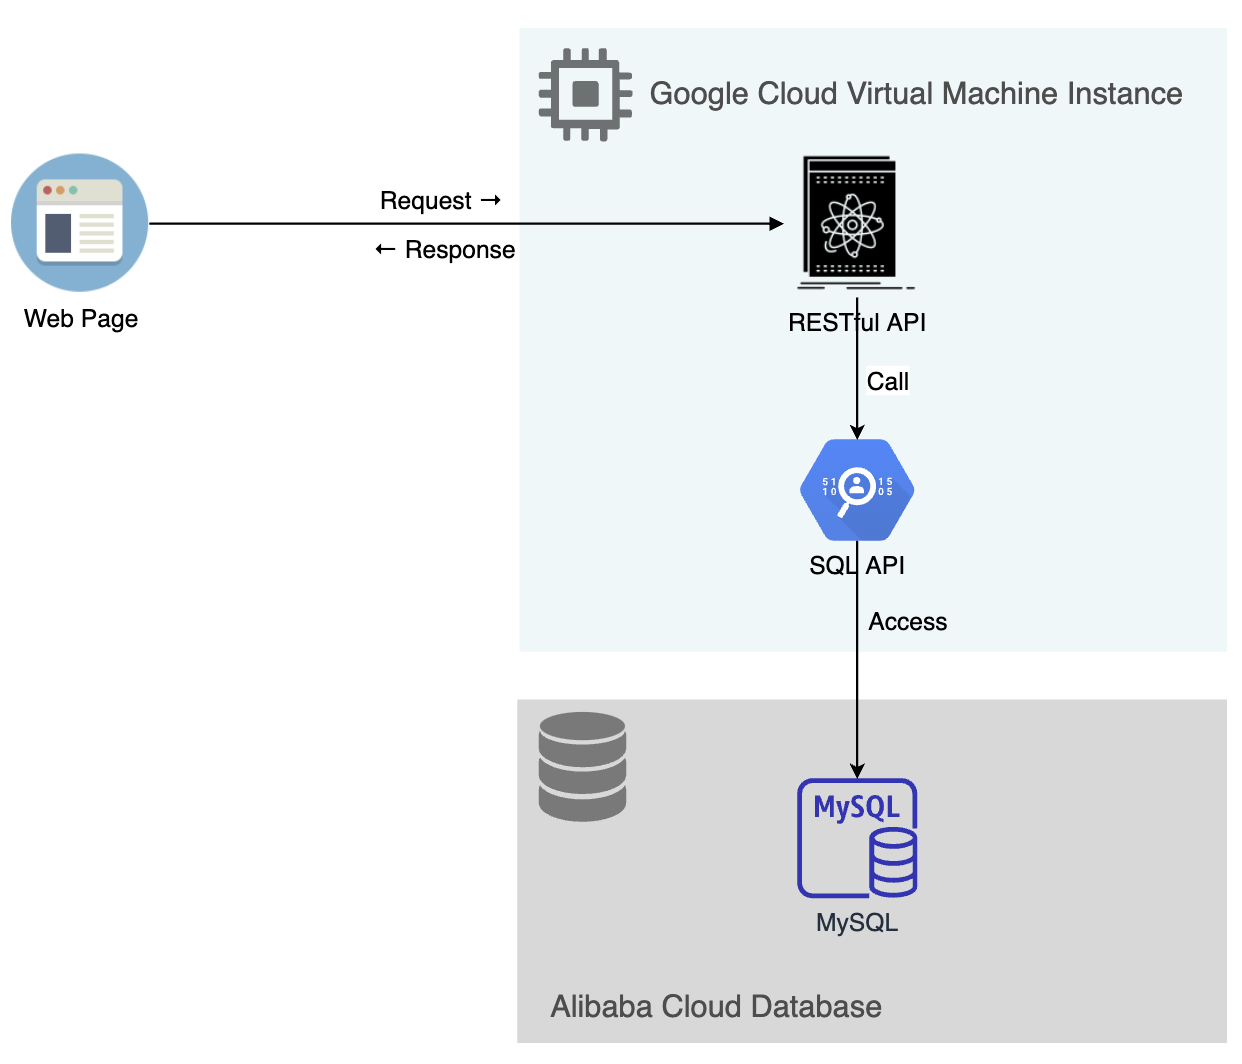 Google Cloud Virtual Machine Instance
Request →
← Response
Web Page
RESTful API
Call
51 15
10 05
SQL API
Access
MySQL
MySQL
Alibaba Cloud Database